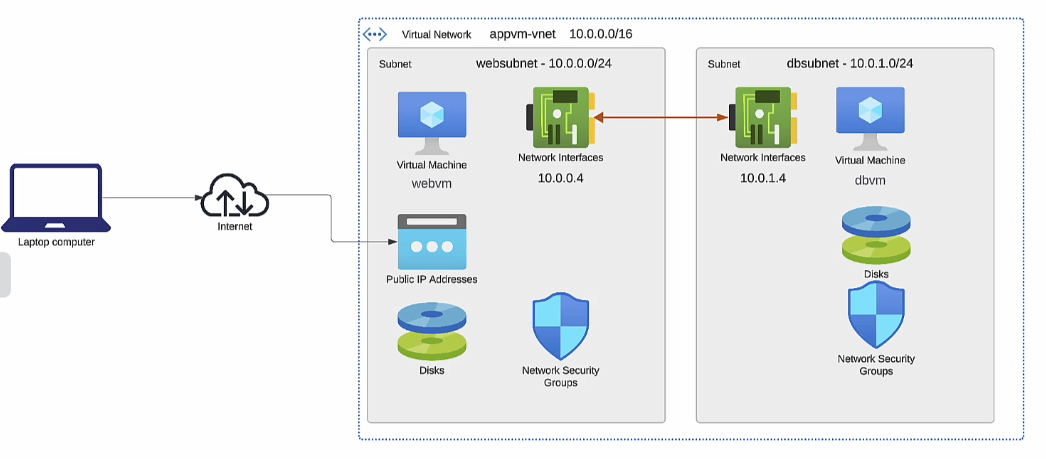 Virtual Network appvm-vnet 10.0.0.0/16
Subnet websubnet - 10.0.0.0/24
Virtual Machine
webvm
Network Interfaces
10.0.0.4
Public IP Addresses
Disks
Network Security
Groups
Subnet dbsubnet - 10.0.1.0/24
Network Interfaces
10.0.1.4
Virtual Machine
dbvm
Disks
Network Security
Groups
Laptop computer
Internet